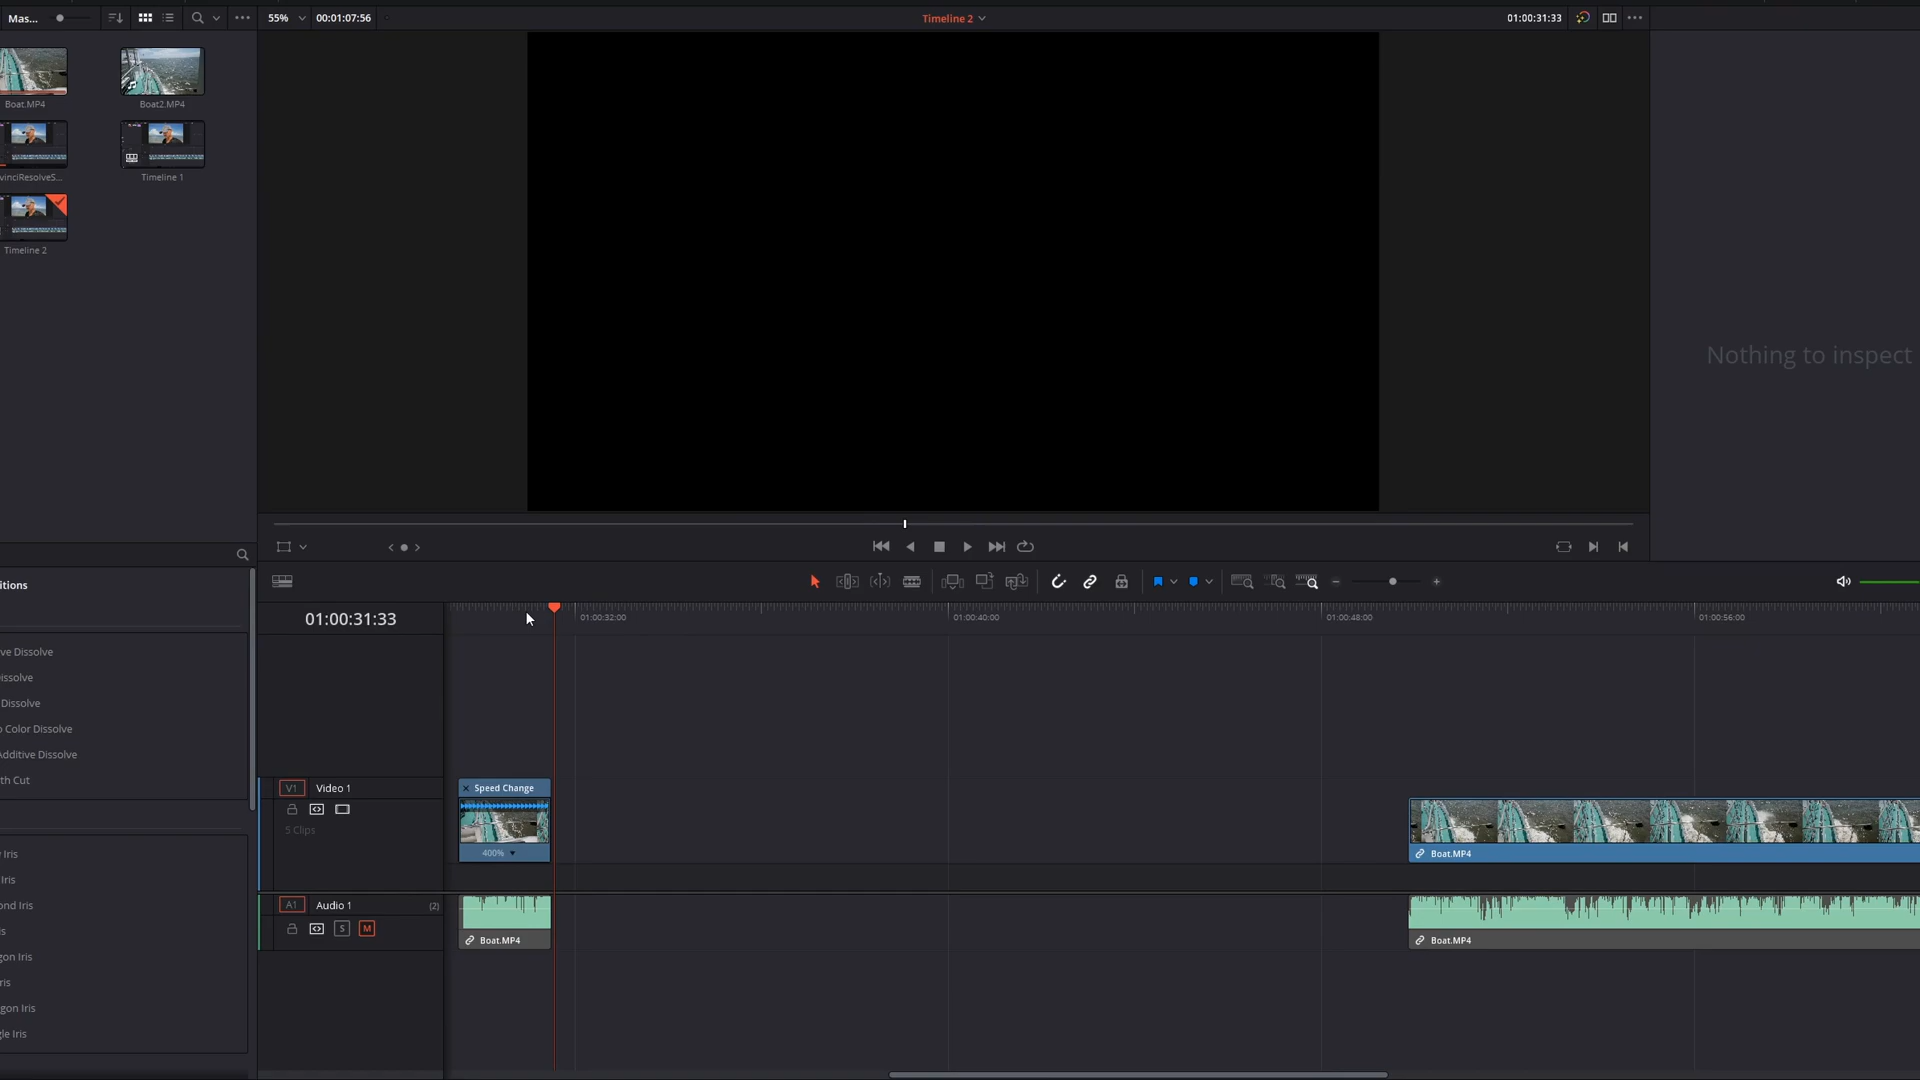 Mas...
55%
00:01:07:56
Timeline 2
01:00:31:33
Boat.MP4
Boat2.MP4
vinciResolveS...
Timeline 1
Timeline 2
Nothing to inspect
itions
ve Dissolve
issolve
Dissolve
o Color Dissolve
Additive Dissolve
th Cut
Iris
Iris
ond Iris
is
gon Iris
ris
gon Iris
gle Iris
01:00:31:33
01:00:32:00
01:00:40:00
01:00:48:00
01:00:56:00
V1
Video 1
5 Clips
Speed Change
400%
Boat.MP4
A1
Audio 1
(2)
S
M
Boat.MP4
Boat.MP4